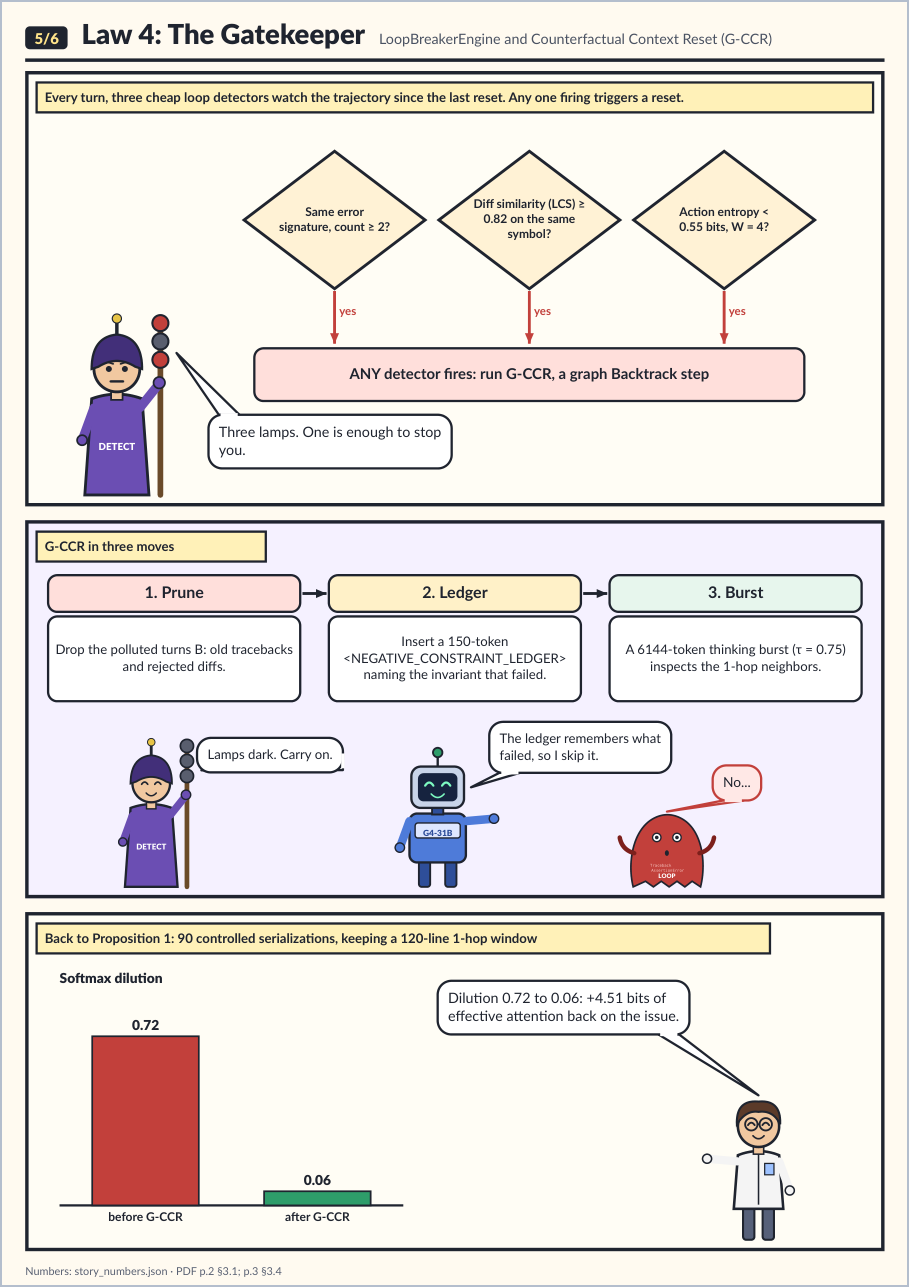 5/6
Law 4: The Gatekeeper
LoopBreakerEngine and Counterfactual Context Reset (G-CCR)
Every turn, three cheap loop detectors watch the trajectory since the last reset. Any one firing triggers a reset.
Same error
signature, count ≥ 2?
Diff similarity (LCS) ≥
0.82 on the same
symbol?
Action entropy <
0.55 bits, W = 4?
yes
yes
yes
ANY detector fires: run G-CCR, a graph Backtrack step
DETECT
Three lamps. One is enough to stop
you.
G-CCR in three moves
1. Prune
2. Ledger
3. Burst
Drop the polluted turns B: old tracebacks
and rejected diffs.
Insert a 150-token
<NEGATIVE_CONSTRAINT_LEDGER>
naming the invariant that failed.
A 6144-token thinking burst (τ = 0.75)
inspects the 1-hop neighbors.
Lamps dark. Carry on.
The ledger remembers what
failed, so I skip it.
No...
DETECT
G4-31B
Traceback
AssertionError
LOOP
Back to Proposition 1: 90 controlled serializations, keeping a 120-line 1-hop window
Softmax dilution
0.72
0.06
before G-CCR
after G-CCR
Dilution 0.72 to 0.06: +4.51 bits of
effective attention back on the issue.
Numbers: story_numbers.json · PDF p.2 §3.1; p.3 §3.4